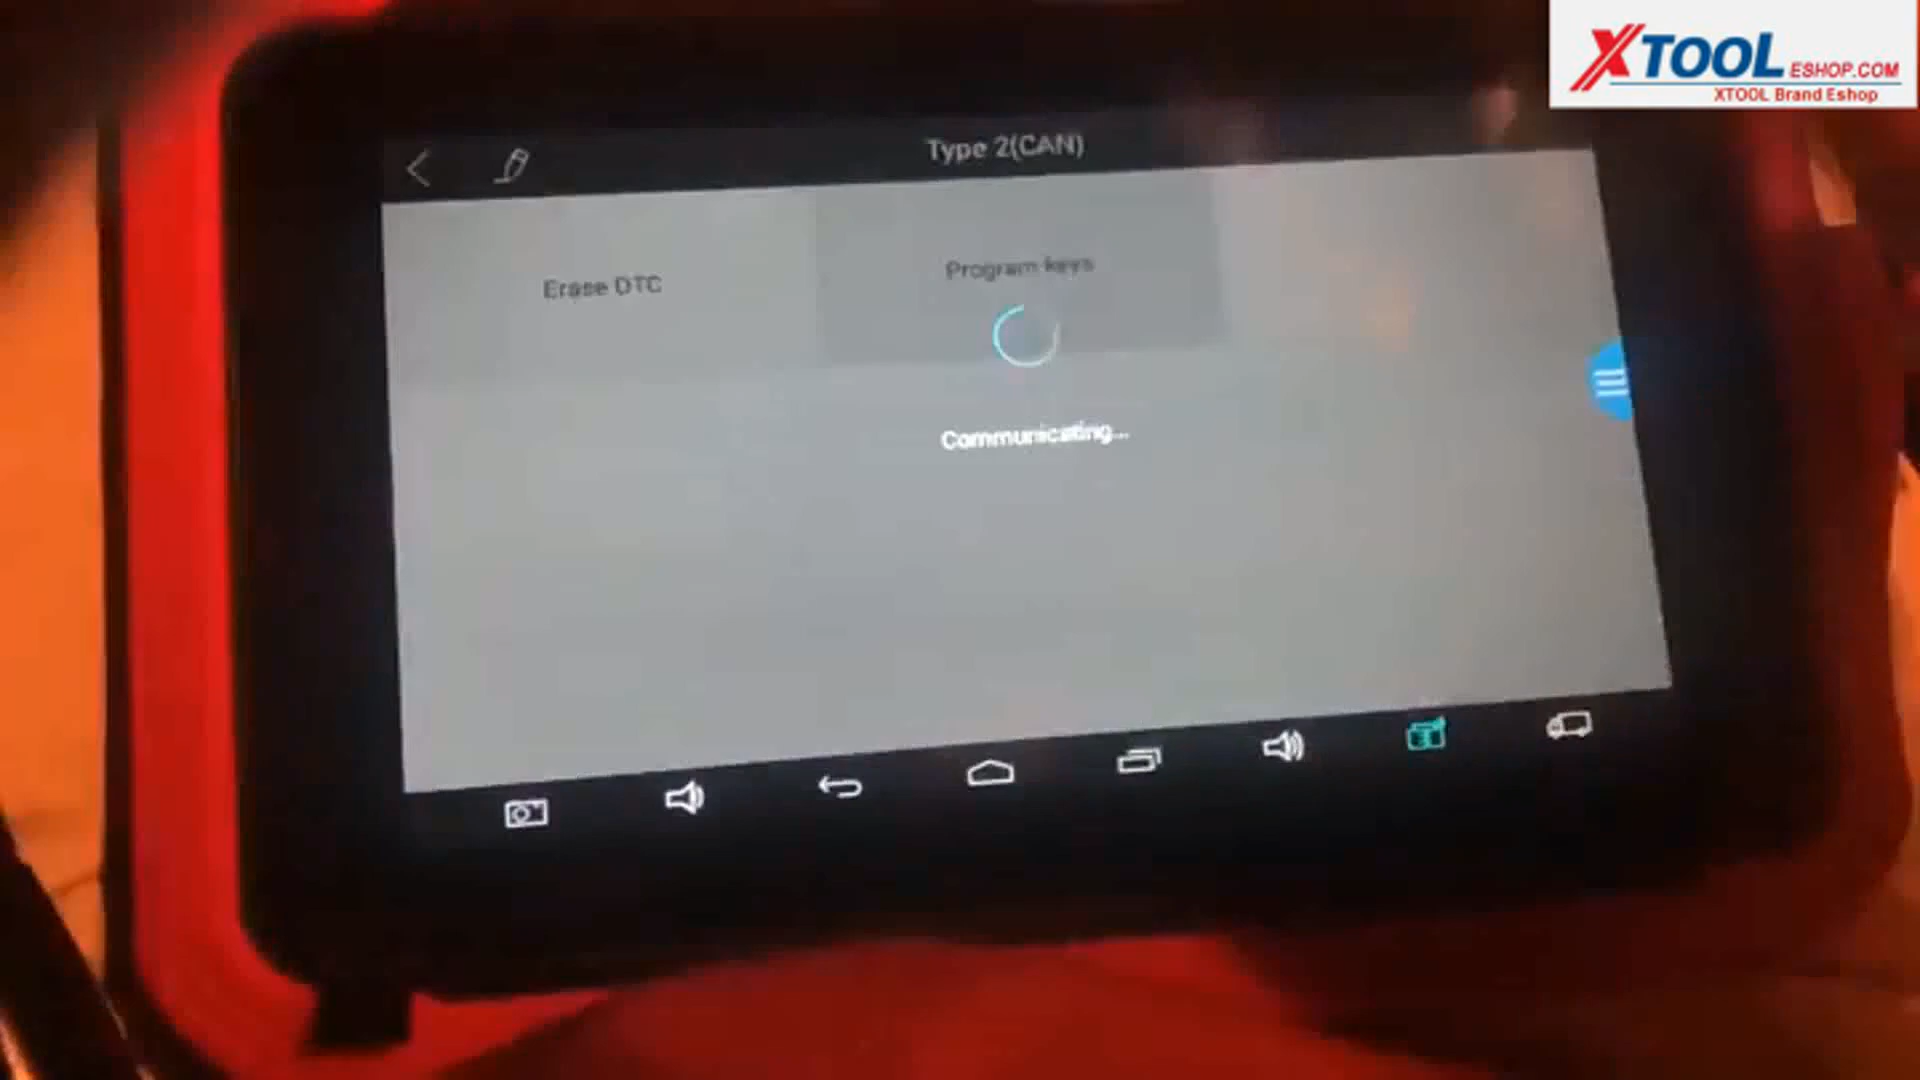 XTOOL ESHOP.COM
XTOOL Brand Eshop
Type 2(CAN)
Erase DTC
Program keys
Communicating...